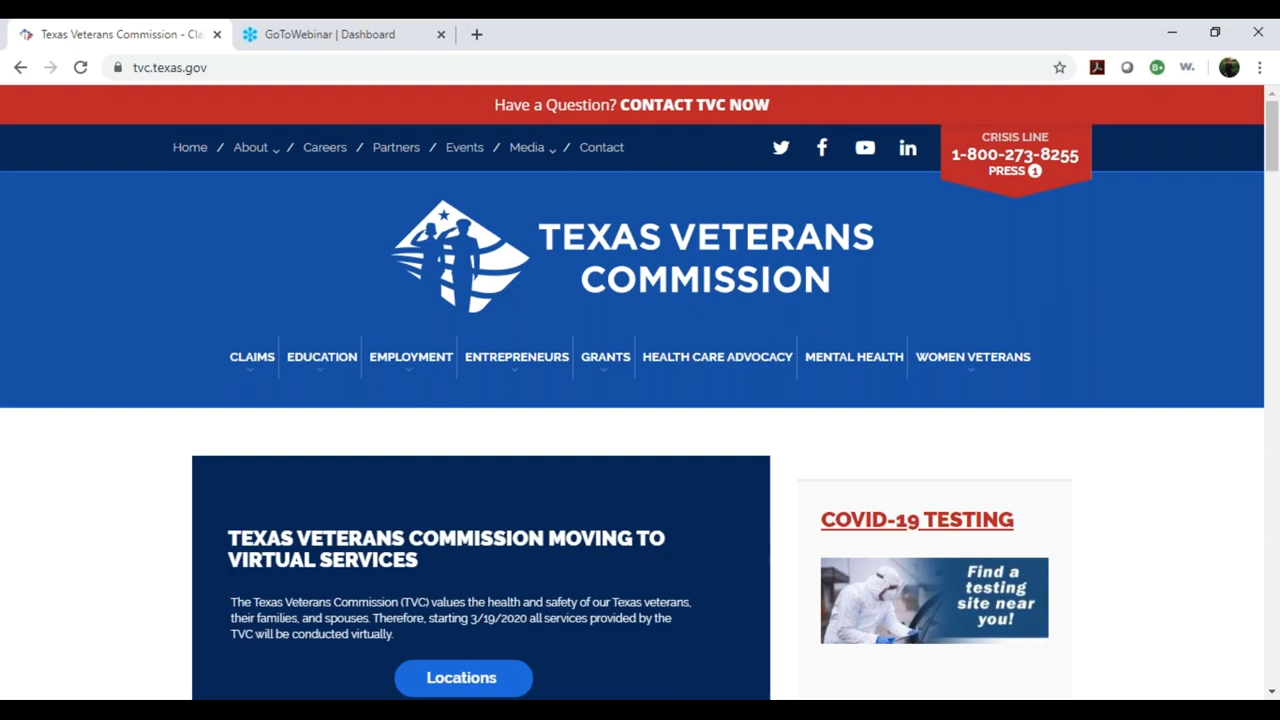 Texas Veterans Commission - Cla
GoToWebinar | Dashboard
tvc.texas.gov
Have a Question? CONTACT TVC NOW
Home / About / Careers / Partners / Events / Media / Contact
CRISIS LINE
1-800-273-8255
PRESS 1
TEXAS VETERANS
COMMISSION
CLAIMS EDUCATION EMPLOYMENT ENTREPRENEURS GRANTS HEALTH CARE ADVOCACY MENTAL HEALTH WOMEN VETERANS
TEXAS VETERANS COMMISSION MOVING TO
VIRTUAL SERVICES
The Texas Veterans Commission (TVC) values the health and safety of our Texas veterans,
their families, and spouses. Therefore, starting 3/19/2020 all services provided by the
TVC will be conducted virtually.
Locations
COVID-19 TESTING
Find a
testing
site near
you!